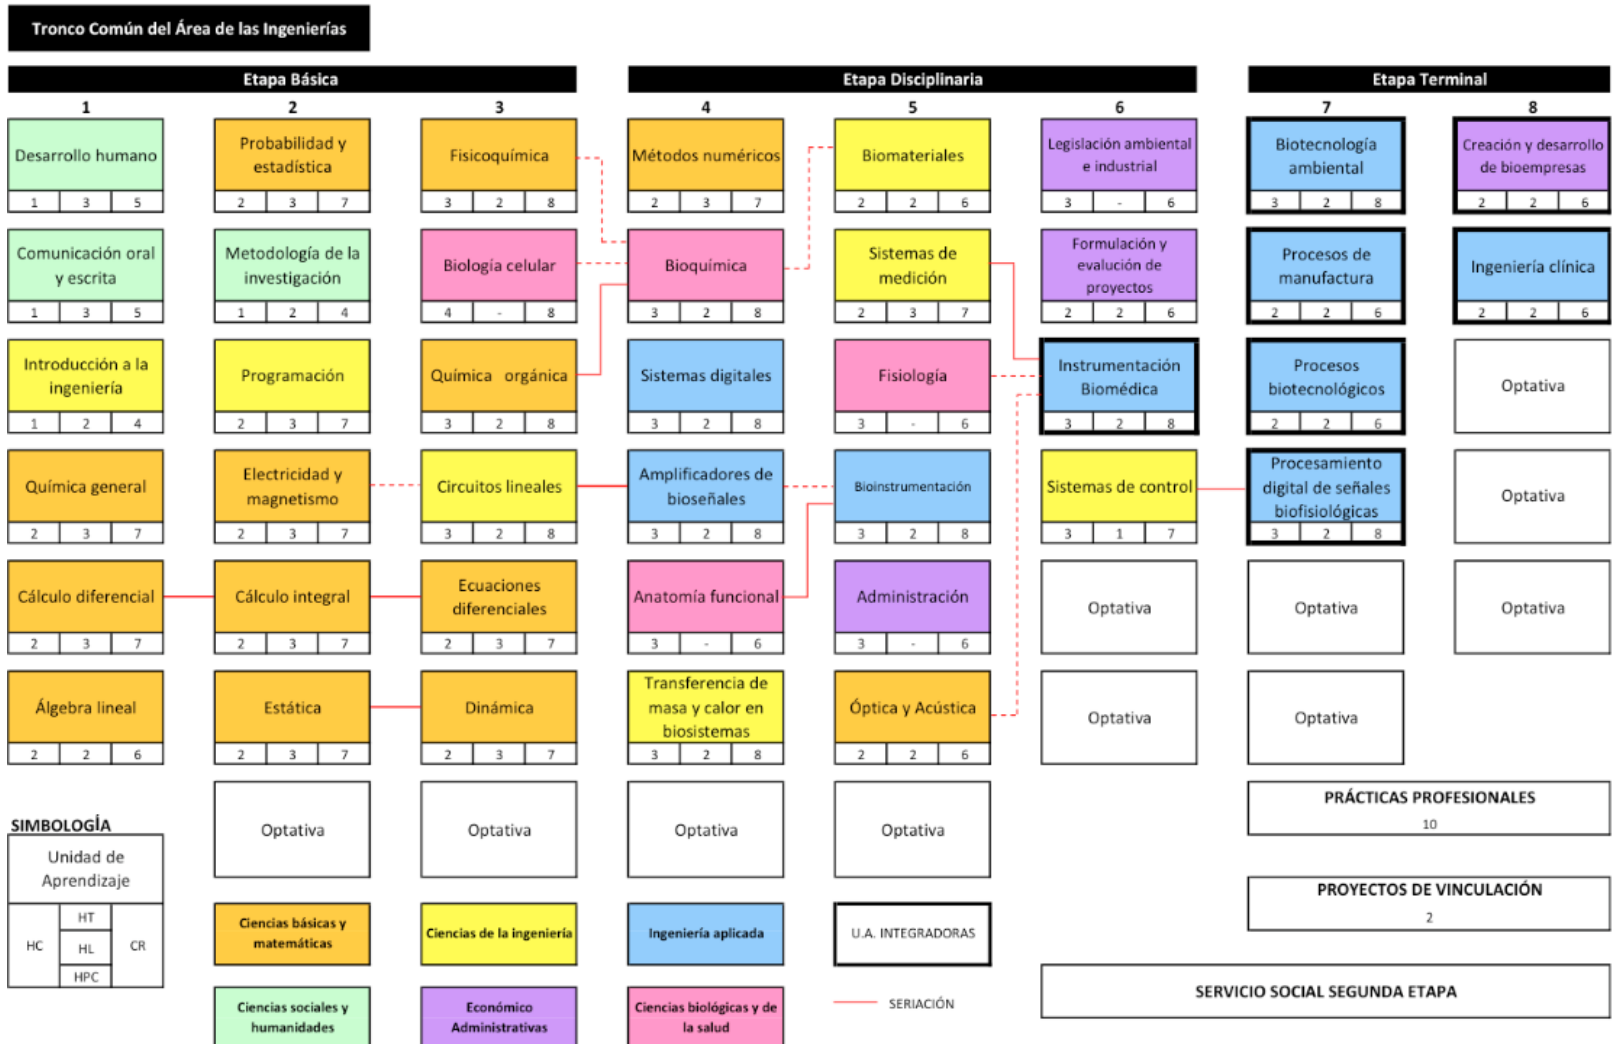 Tronco Común del Área de las Ingenierías
Etapa Básica
Etapa Disciplinaria
Etapa Terminal
1
2
3
4
5
6
7
8
Desarrollo humano
1 3 5
Probabilidad y
estadística
2 3 7
Fisicoquímica
3 2 8
Métodos numéricos
2 3 7
Biomateriales
2 2 6
Legislación ambiental
e industrial
3 - 6
Biotecnología
ambiental
3 2 8
Creación y desarrollo
de bioempresas
2 2 6
Comunicación oral
y escrita
1 3 5
Metodología de la
investigación
1 2 4
Biología celular
4 - 8
Bioquímica
3 2 8
Sistemas de
medición
2 3 7
Formulación y
evalución de
proyectos
2 2 6
Procesos de
manufactura
2 2 6
Ingeniería clínica
2 2 6
Introducción a la
ingeniería
1 2 4
Programación
2 3 7
Química orgánica
3 2 8
Sistemas digitales
3 2 8
Fisiología
3 - 6
Instrumentación
Biomédica
3 2 8
Procesos
biotecnológicos
2 2 6
Optativa
Química general
2 3 7
Electricidad y
magnetismo
2 3 7
Circuitos lineales
3 2 8
Amplificadores de
bioseñales
3 2 8
Bioinstrumentación
3 2 8
Sistemas de control
3 1 7
Procesamiento
digital de señales
biofisiológicas
3 2 8
Optativa
Cálculo diferencial
2 3 7
Cálculo integral
2 3 7
Ecuaciones
diferenciales
2 3 7
Anatomía funcional
3 - 6
Administración
3 - 6
Optativa
Optativa
Optativa
Álgebra lineal
2 2 6
Estática
2 3 7
Dinámica
2 3 7
Transferencia de
masa y calor en
biosistemas
3 2 8
Óptica y Acústica
2 2 6
Optativa
Optativa
Optativa
Optativa
Optativa
Optativa
PRÁCTICAS PROFESIONALES
10
PROYECTOS DE VINCULACIÓN
2
SERVICIO SOCIAL SEGUNDA ETAPA
SIMBOLOGÍA
Unidad de
Aprendizaje
HC
HT
HL
HPC
CR
Ciencias básicas y
matemáticas
Ciencias de la ingeniería
Ingeniería aplicada
U.A. INTEGRADORAS
Ciencias sociales y
humanidades
Económico
Administrativas
Ciencias biológicas y de
la salud
SERIACIÓN